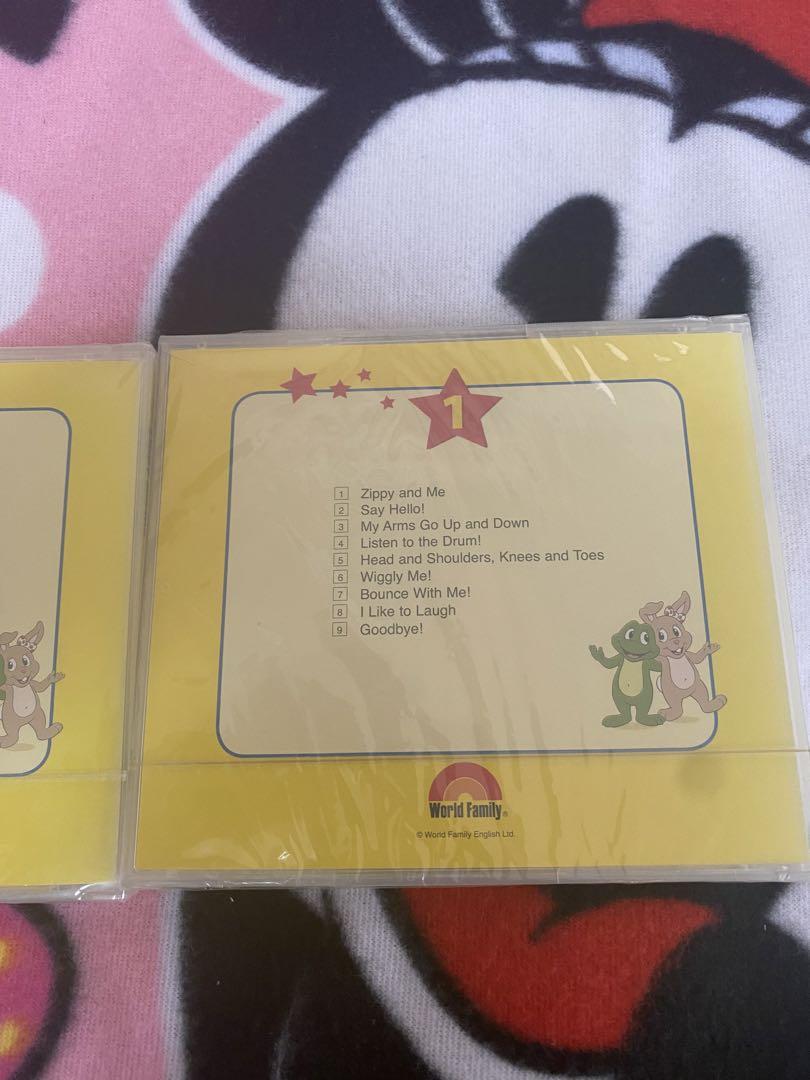 1
1 Zippy and Me
2 Say Hello!
3 My Arms Go Up and Down
4 Listen to the Drum!
5 Head and Shoulders, Knees and Toes
6 Wiggly Me!
7 Bounce With Me!
8 I Like to Laugh
9 Goodbye!
World Family®
© World Family English Ltd.